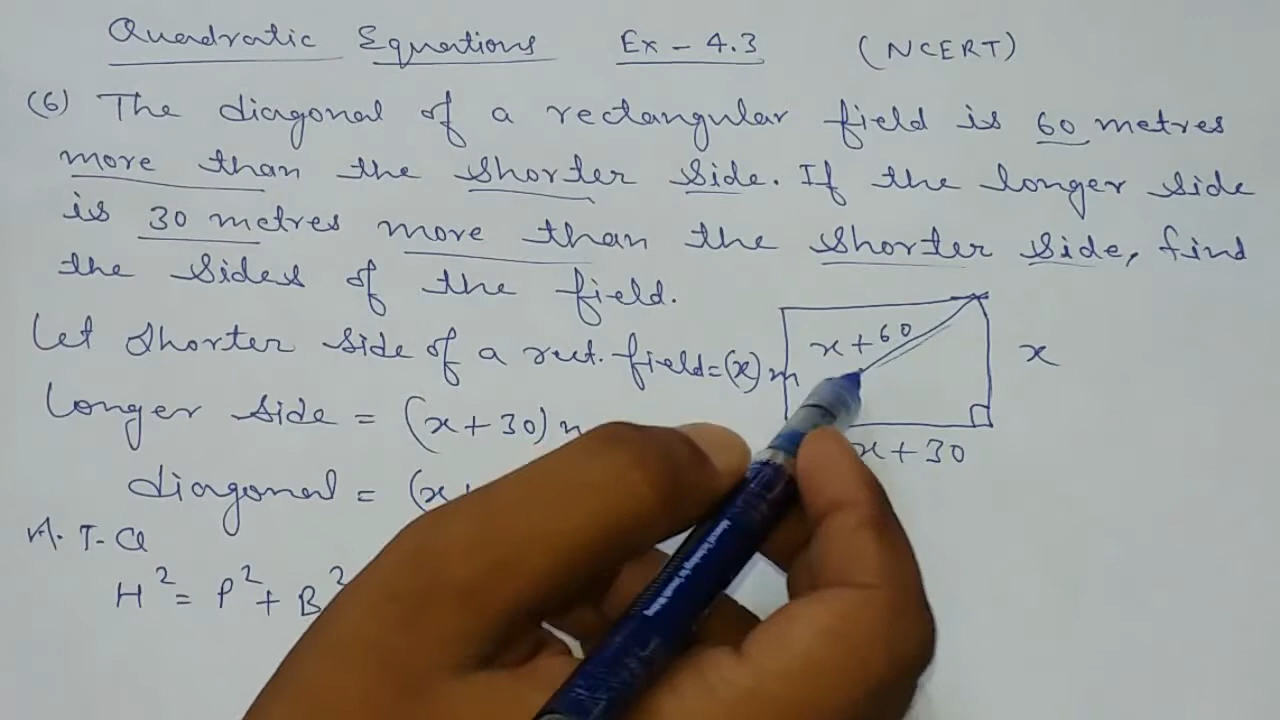 Quadratic Equations Ex - 4.3 (NCERT)
(6) The diagonal of a rectangular field is 60 metres
more than the shorter side. If the longer side
is 30 metres more than the shorter side, find
the sides of the field.
Let Shorter side of a rect. field = (x) m
Longer side = (x+30) m
diagonal = (x+
A.T.Q
H² = P² + B²
x+60
x
x+30